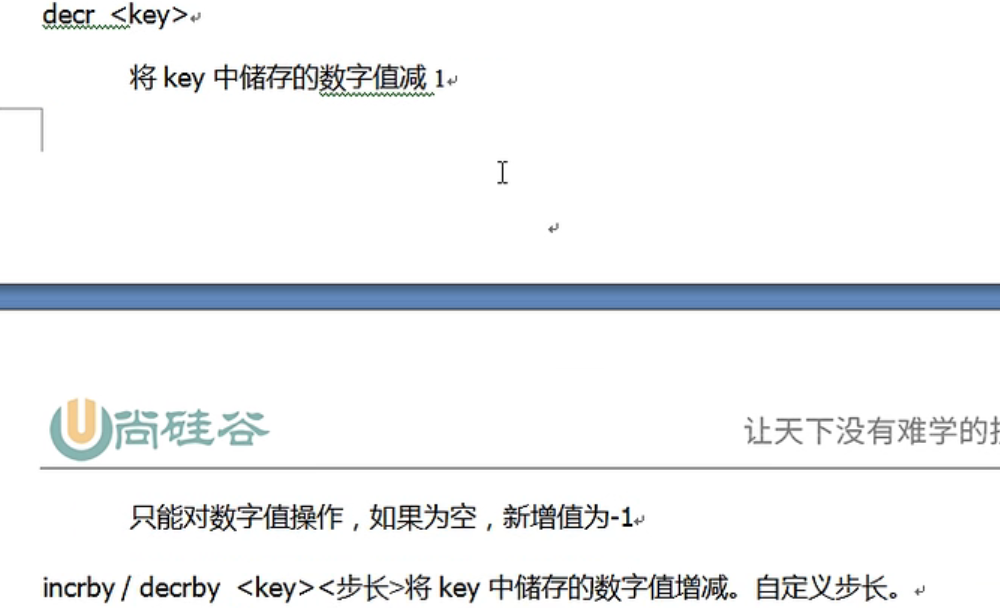 decr <key>
将 key 中储存的数字值减 1
尚硅谷
让天下没有难学的
只能对数字值操作，如果为空，新增值为-1
incrby / decrby <key><步长>将 key 中储存的数字值增减。自定义步长。